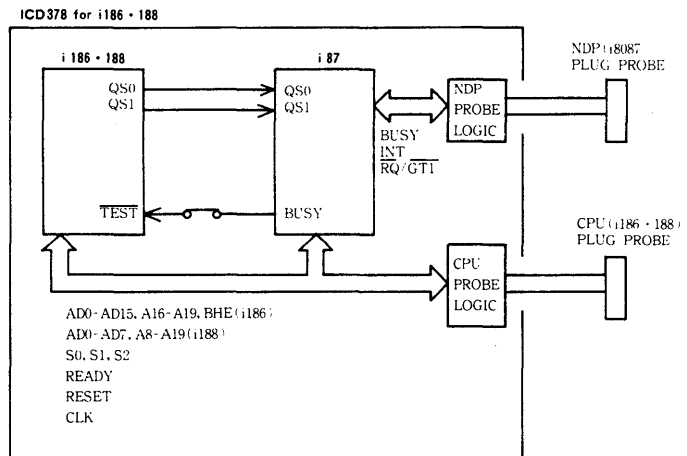 ICD378 for i186・188
i 186・188
i 87
QS0
QS1
QS0
QS1
TEST
BUSY
BUSY
INT
RQ/GT1
NDP
PROBE
LOGIC
NDP(i8087
PLUG PROBE
CPU
PROBE
LOGIC
CPU(i186・188)
PLUG PROBE
AD0-AD15, A16-A19, BHE(i186)
AD0-AD7, A8-A19(i188)
S0, S1, S2
READY
RESET
CLK